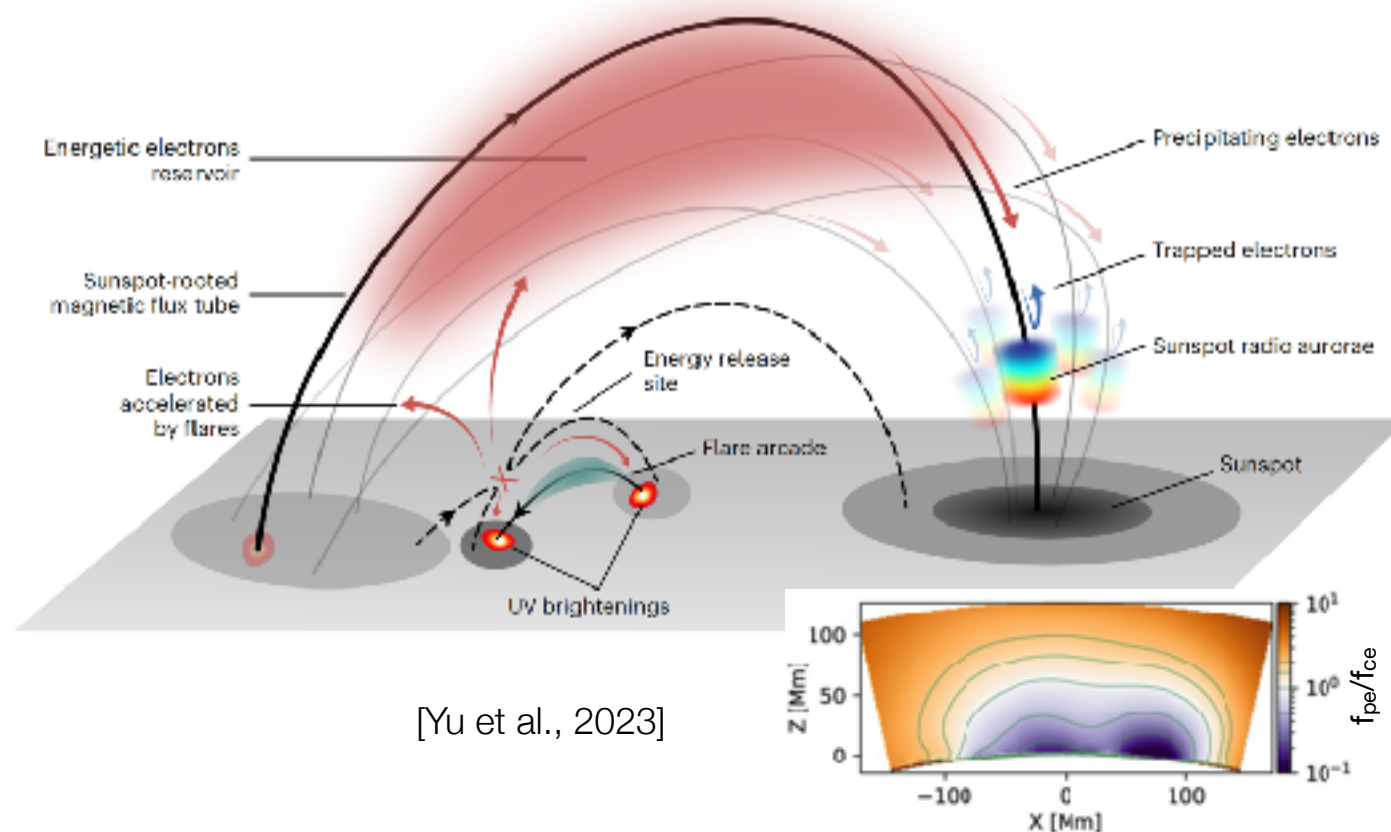 Energetic electrons
reservoir
Precipitating electrons
Trapped electrons
Sunspot-rooted
magnetic flux tube
Energy release
site
Sunspot radio aurorae
Electrons
accelerated
by flares
Flare arcade
Sunspot
UV brightenings
[Yu et al., 2023]
Z [Mm]
100
50
0
−100
0
100
X [Mm]
10¹
10⁰
10⁻¹
fpe/fce